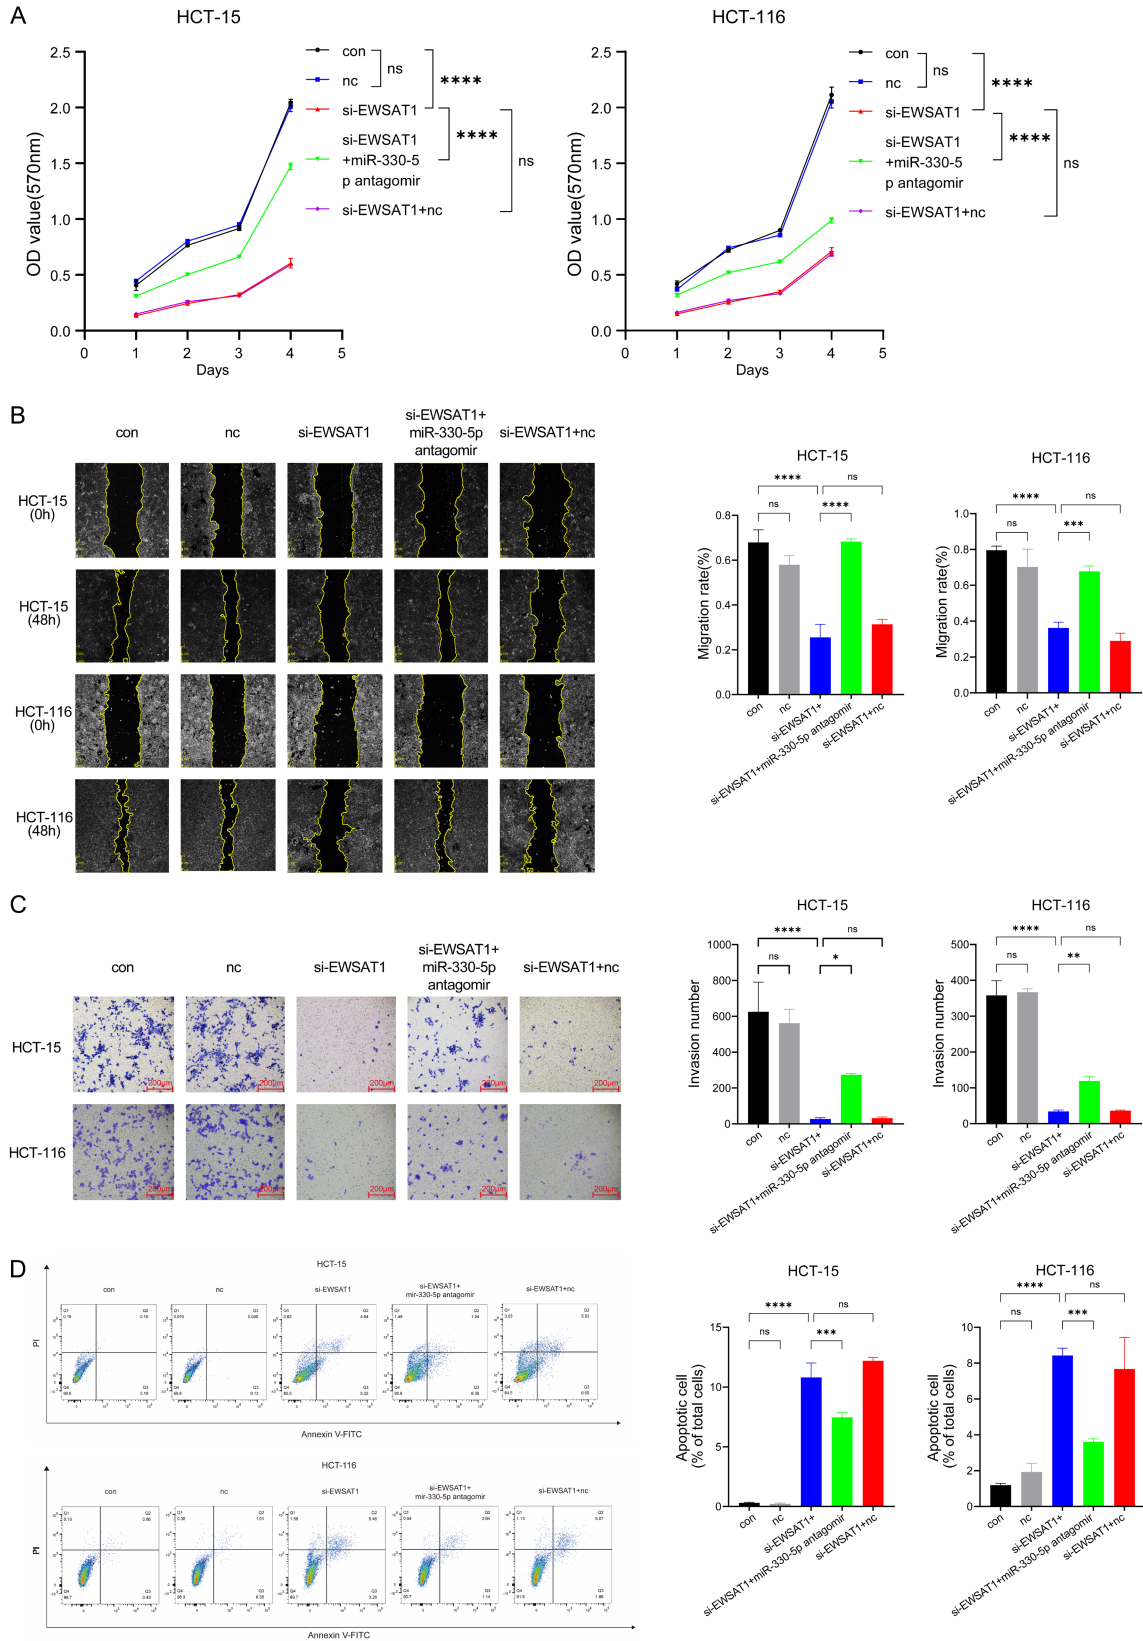 A
HCT-15
HCT-116
OD value(570nm)
2.5
2.0
1.5
1.0
0.5
0.0
0
1
2
3
4
5
Days
con
nc
si-EWSAT1
si-EWSAT1
+miR-330-5
p antagomir
si-EWSAT1+nc
ns
****
****
ns
OD value(570nm)
2.5
2.0
1.5
1.0
0.5
0.0
0
1
2
3
4
5
Days
con
nc
si-EWSAT1
si-EWSAT1
+miR-330-5
p antagomir
si-EWSAT1+nc
ns
****
****
ns
B
con
nc
si-EWSAT1
si-EWSAT1+
miR-330-5p
antagomir
si-EWSAT1+nc
HCT-15
(0h)
HCT-15
(48h)
HCT-116
(0h)
HCT-116
(48h)
HCT-15
****
ns
ns
****
Migration rate(%)
0.8
0.6
0.4
0.2
0.0
con
nc
si-EWSAT1+
si-EWSAT1+miR-330-5p antagomir
si-EWSAT1+nc
HCT-116
****
ns
ns
***
Migration rate(%)
1.0
0.8
0.6
0.4
0.2
0.0
con
nc
si-EWSAT1+
si-EWSAT1+miR-330-5p antagomir
si-EWSAT1+nc
C
con
nc
si-EWSAT1
si-EWSAT1+
miR-330-5p
antagomir
si-EWSAT1+nc
HCT-15
200μm
200μm
200μm
200μm
200μm
HCT-116
200μm
200μm
200μm
200μm
200μm
HCT-15
****
ns
ns
*
Invasion number
1000
800
600
400
200
0
con
nc
si-EWSAT1+
si-EWSAT1+miR-330-5p antagomir
si-EWSAT1+nc
HCT-116
****
ns
ns
**
Invasion number
500
400
300
200
100
0
con
nc
si-EWSAT1+
si-EWSAT1+miR-330-5p antagomir
si-EWSAT1+nc
D
HCT-15
con
nc
si-EWSAT1
si-EWSAT1+
mir-330-5p antagomir
si-EWSAT1+nc
PI
Annexin V-FITC
HCT-116
con
nc
si-EWSAT1
si-EWSAT1+
mir-330-5p antagomir
si-EWSAT1+nc
PI
Annexin V-FITC
HCT-15
****
ns
ns
***
Apoptotic cell
(% of total cells)
15
10
5
0
con
nc
si-EWSAT1+
si-EWSAT1+miR-330-5p antagomir
si-EWSAT1+nc
HCT-116
****
ns
ns
***
Apoptotic cell
(% of total cells)
10
8
6
4
2
0
con
nc
si-EWSAT1+
si-EWSAT1+miR-330-5p antagomir
si-EWSAT1+nc